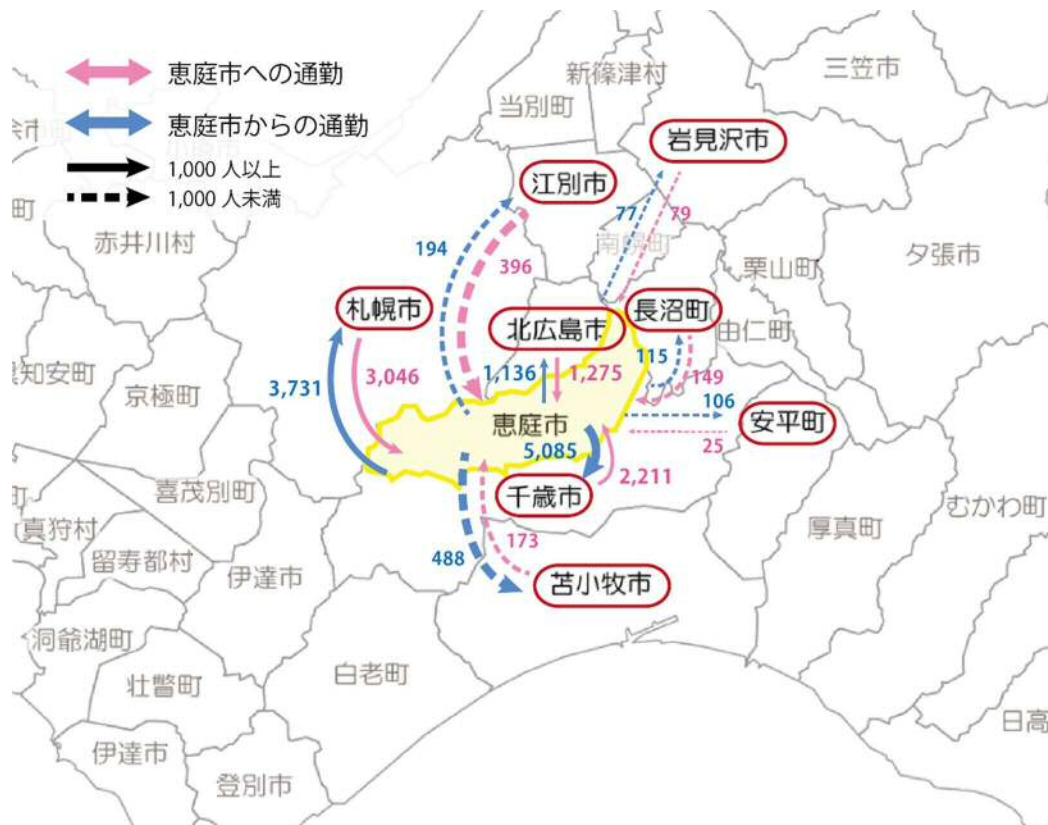 恵庭市への通勤
恵庭市からの通勤
1,000 人以上
1,000 人未満
新篠津村
三笠市
当別町
岩見沢市
江別市
町
赤井川村
194
396
77
79
南幌町
栗山町
夕張市
札幌市
北広島市
長沼町
由仁町
3,731
3,046
1,136
1,275
115
149
106
25
安平町
京極町
恵庭市
5,085
2,211
千歳市
喜茂別町
真狩村
留寿都村
伊達市
488
173
苫小牧市
厚真町
むかわ町
洞爺湖町
壮瞥町
白老町
伊達市
登別市
日高